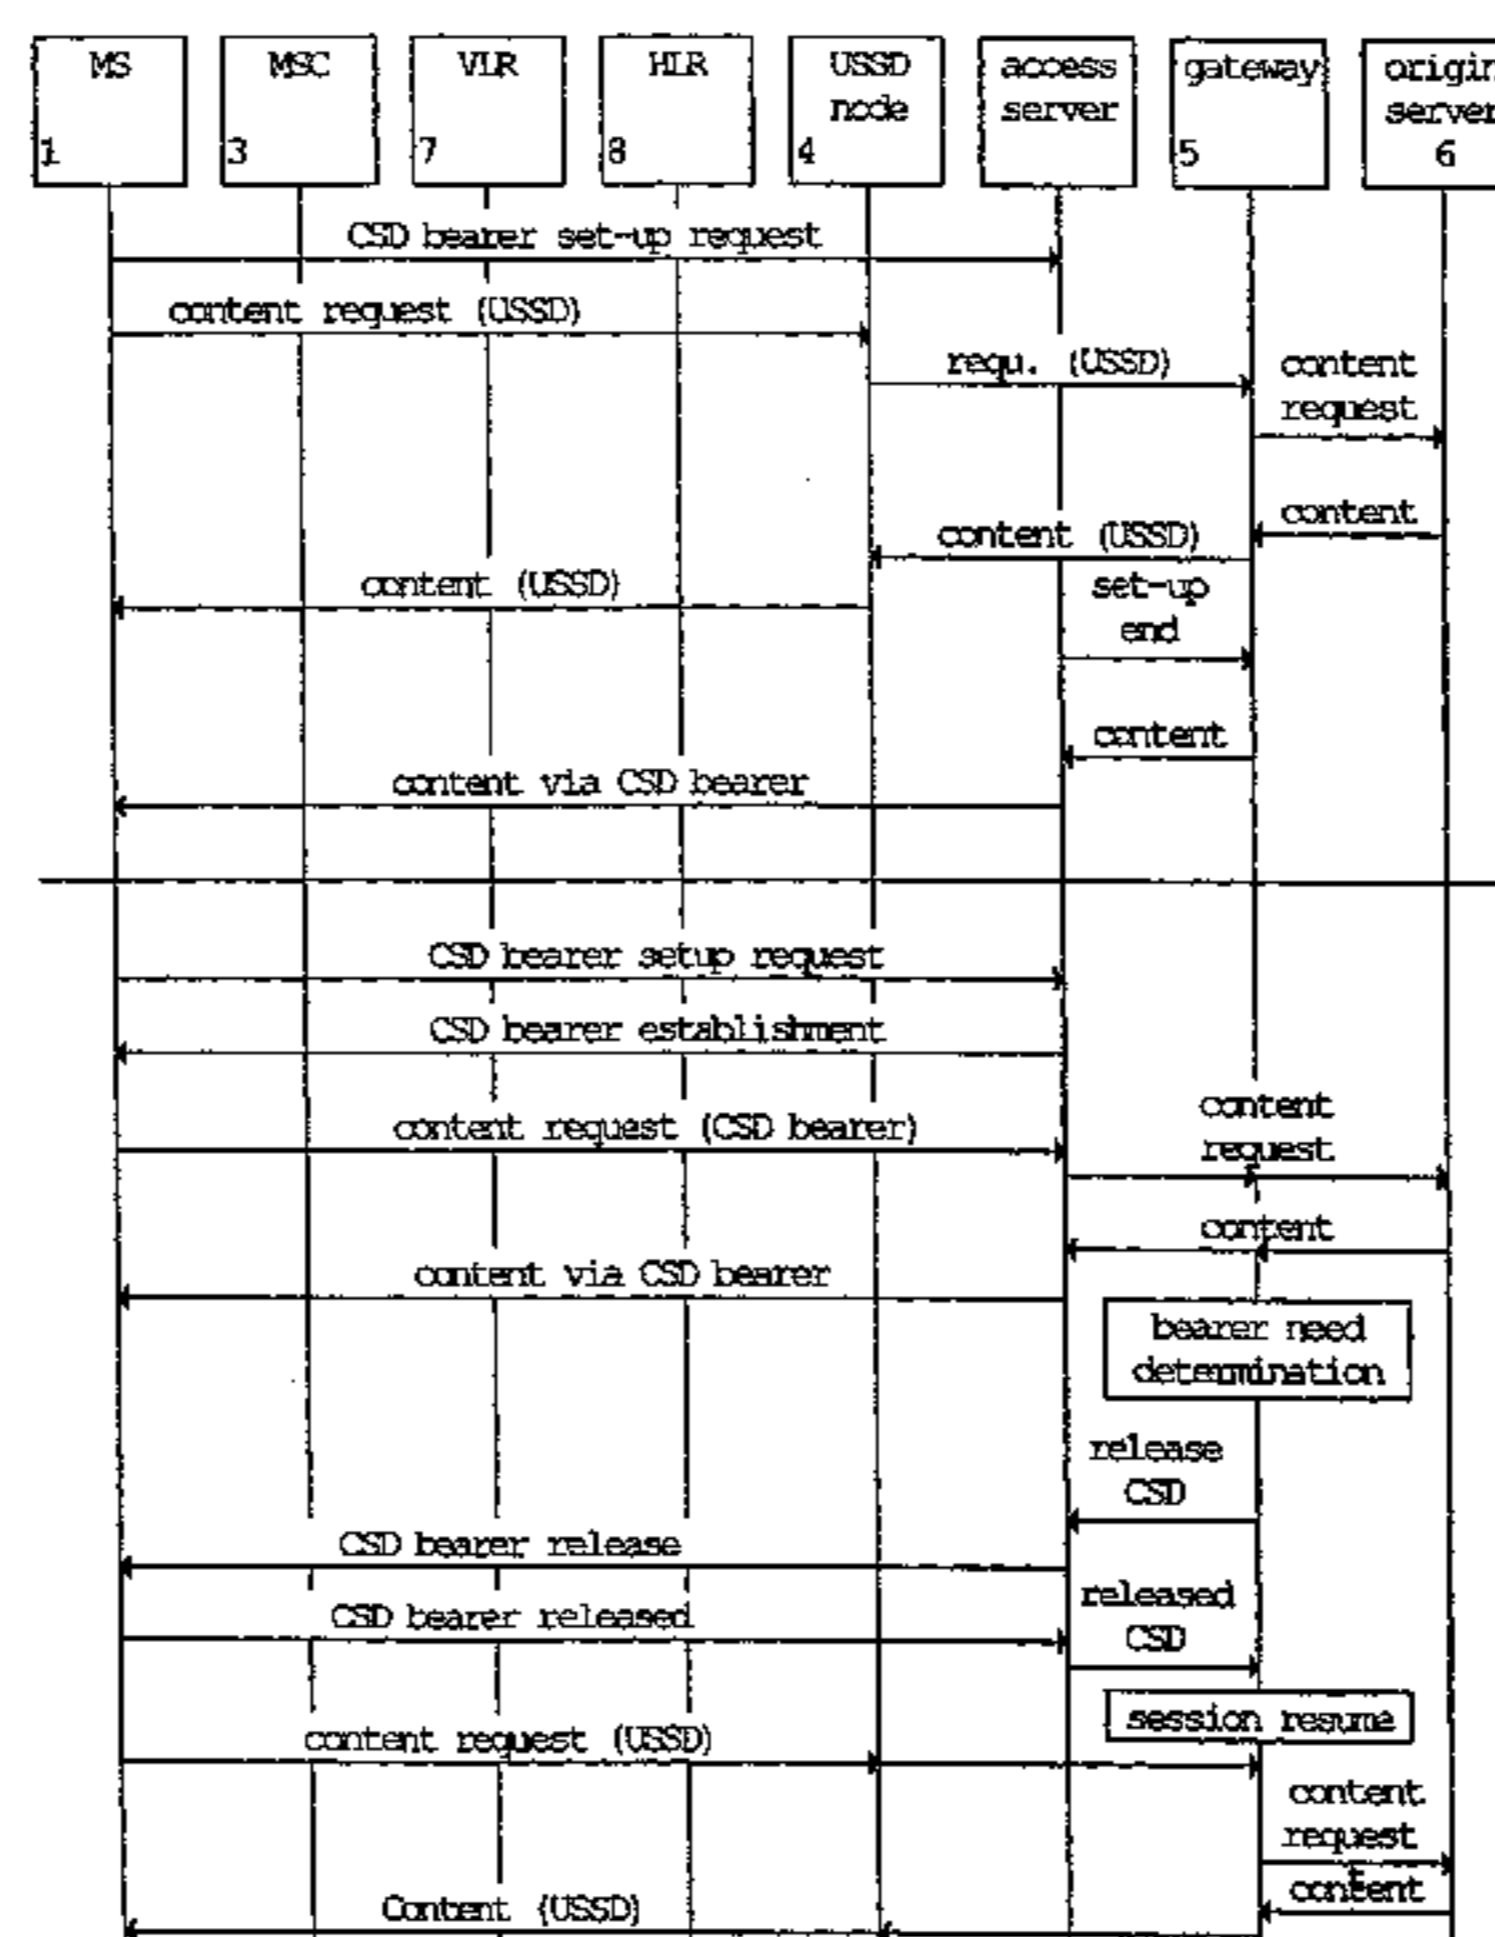 MS
1
MSC
3
VLR
7
HLR
8
USSD
node
4
access
server
gateway
5
origin
server
6
CSD bearer set-up request
content request (USSD)
requ. (USSD)
content
request
content
content (USSD)
content (USSD)
set-up
end
content
content via CSD bearer
CSD bearer setup request
CSD bearer establishment
content
request
content request (CSD bearer)
content
content via CSD bearer
bearer need
determination
release
CSD
CSD bearer release
released
CSD
CSD bearer released
session resume
content request (USSD)
content
request
content
Content (USSD)